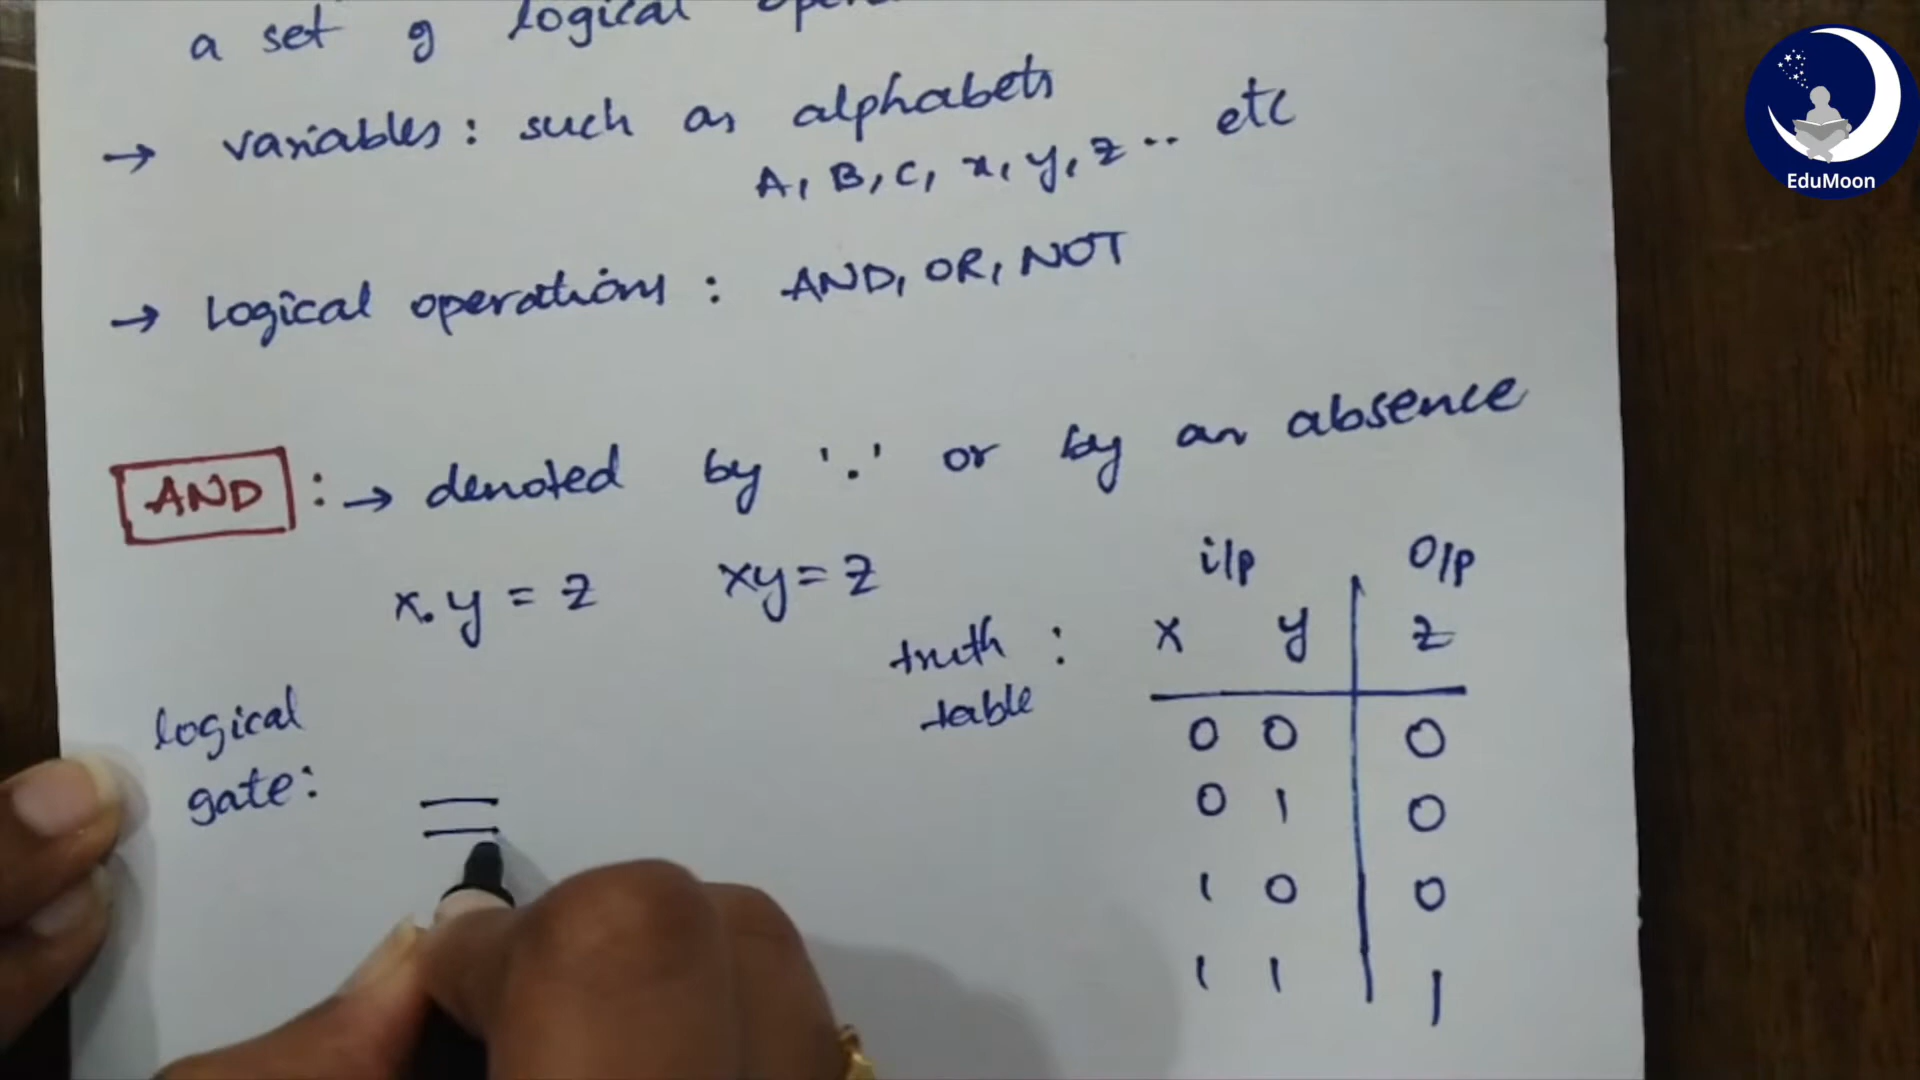 a set of logical
→ variables: such as alphabets
A, B, C, x, y, z .. etc
→ logical operations : AND, OR, NOT
AND : → denoted by '.' or by an absence
x.y = z xy = z
truth table :
i/p o/p
x y z
0 0 0
0 1 0
1 0 0
1 1 1
logical
gate:
EduMoon